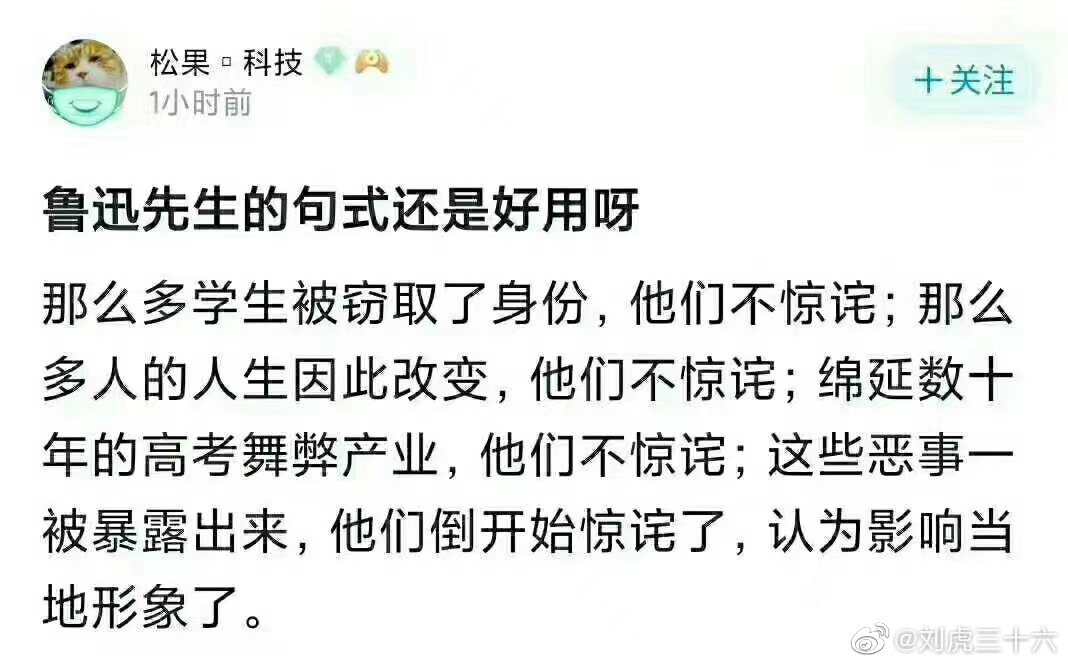 松果▫科技
1小时前
+关注
鲁迅先生的句式还是好用呀
那么多学生被窃取了身份，他们不惊诧；那么
多人的人生因此改变，他们不惊诧；绵延数十
年的高考舞弊产业，他们不惊诧；这些恶事一
被暴露出来，他们倒开始惊诧了，认为影响当
地形象了。
@刘虎三十六